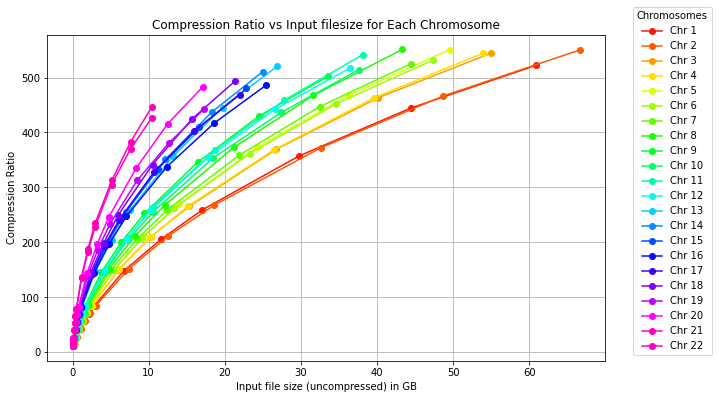 Compression Ratio vs Input filesize for Each Chromosome
Compression Ratio
500
400
300
200
100
0
0
10
20
30
40
50
60
Input file size (uncompressed) in GB
Chromosomes
Chr 1
Chr 2
Chr 3
Chr 4
Chr 5
Chr 6
Chr 7
Chr 8
Chr 9
Chr 10
Chr 11
Chr 12
Chr 13
Chr 14
Chr 15
Chr 16
Chr 17
Chr 18
Chr 19
Chr 20
Chr 21
Chr 22